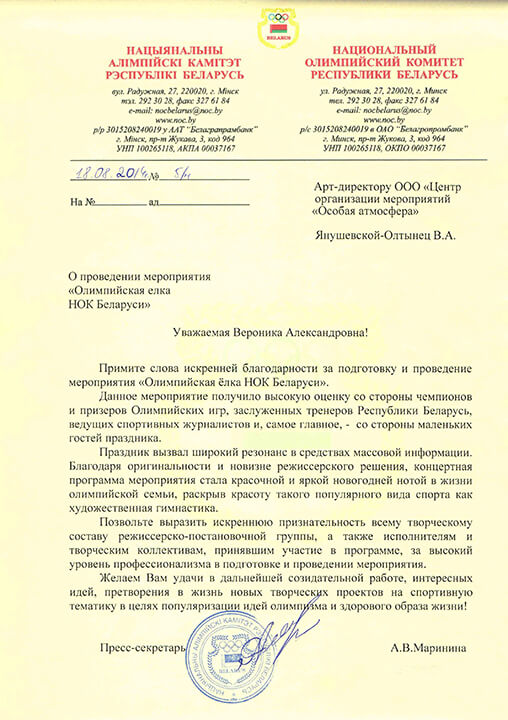 BELARUS
НАЦЫЯНАЛЬНЫ
АЛІМПІЙСКІ КАМІТЭТ
РЭСПУБЛІКІ БЕЛАРУСЬ
вул. Радужная, 27, 220020, г. Мінск
тэл. 292 30 28, факс 327 61 84
e-mail: nocbelarus@noc.by
www.noc.by
р/р 3015208240019 у ААТ "Белаграпрамбанк"
г. Мінск, пр-т Жукава, 3, код 964
УНП 100265118, АКПА 00037167
НАЦИОНАЛЬНЫЙ
ОЛИМПИЙСКИЙ КОМИТЕТ
РЕСПУБЛИКИ БЕЛАРУСЬ
ул. Радужная, 27, 220020, г. Минск
тел. 292 30 28, факс 327 61 84
e-mail: nocbelarus@noc.by
www.noc.by
р/с 3015208240019 в ОАО "Белагропромбанк"
г. Минск, пр-т Жукова, 3, код 964
УНП 100265118, ОКПО 00037167
18.08.2014 № б/н
На № ад
Арт-директору ООО «Центр
организации мероприятий
«Особая атмосфера»
Янушевской-Олтынец В.А.
О проведении мероприятия
«Олимпийская елка
НОК Беларуси»
Уважаемая Вероника Александровна!
Примите слова искренней благодарности за подготовку и проведение
мероприятия «Олимпийская ёлка НОК Беларуси».
Данное мероприятие получило высокую оценку со стороны чемпионов
и призеров Олимпийских игр, заслуженных тренеров Республики Беларусь,
ведущих спортивных журналистов и, самое главное, - со стороны маленьких
гостей праздника.
Праздник вызвал широкий резонанс в средствах массовой информации.
Благодаря оригинальности и новизне режиссерского решения, концертная
программа мероприятия стала красочной и яркой новогодней нотой в жизни
олимпийской семьи, раскрыв красоту такого популярного вида спорта как
художественная гимнастика.
Позвольте выразить искреннюю признательность всему творческому
составу режиссерско-постановочной группы, а также исполнителям и
творческим коллективам, принявшим участие в программе, за высокий
уровень профессионализма в подготовке и проведении мероприятия.
Желаем Вам удачи в дальнейшей созидательной работе, интересных
идей, претворения в жизнь новых творческих проектов на спортивную
тематику в целях популяризации идей олимпизма и здорового образа жизни!
Пресс-секретарь
А.В.Маринина